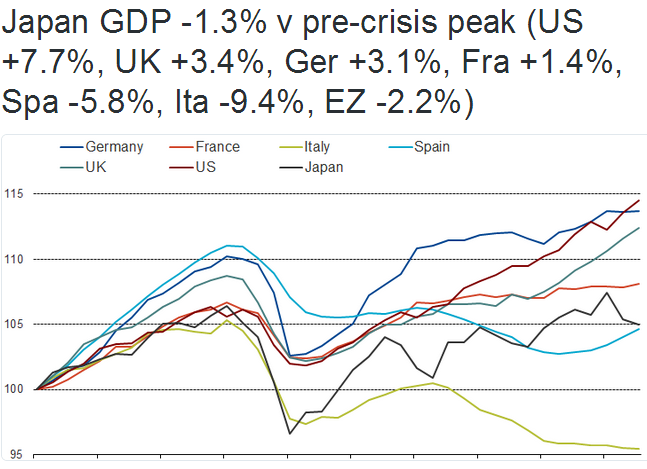 Japan GDP -1.3% v pre-crisis peak (US
+7.7%, UK +3.4%, Ger +3.1%, Fra +1.4%,
Spa -5.8%, Ita -9.4%, EZ -2.2%)
Germany France Italy Spain
UK US Japan
115
110
105
100
95